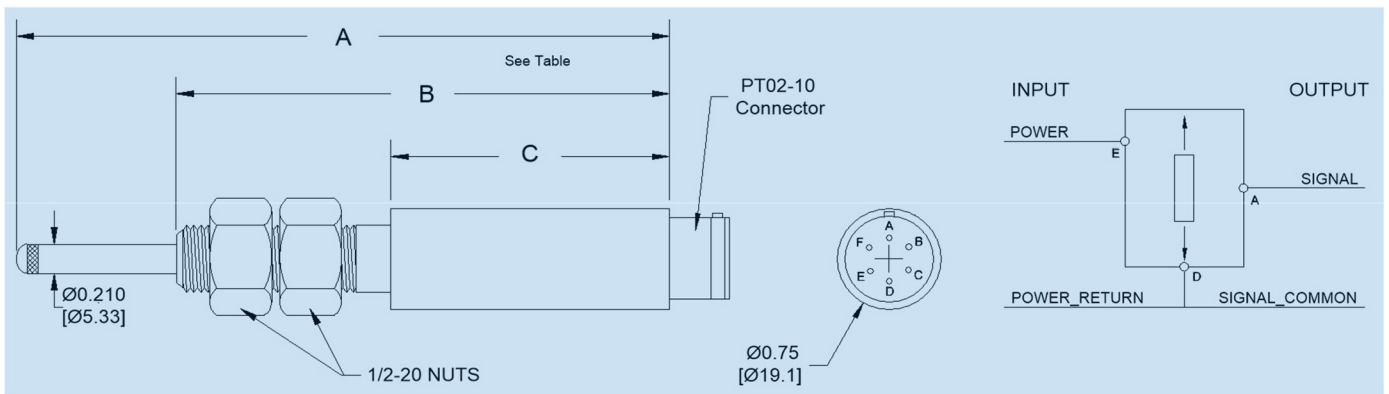 A
See Table
B
C
PT02-10
Connector
Ø0.210
[Ø5.33]
1/2-20 NUTS
A
B
C
D
E
F
Ø0.75
[Ø19.1]
INPUT
OUTPUT
POWER
E
SIGNAL
A
D
POWER_RETURN
SIGNAL_COMMON